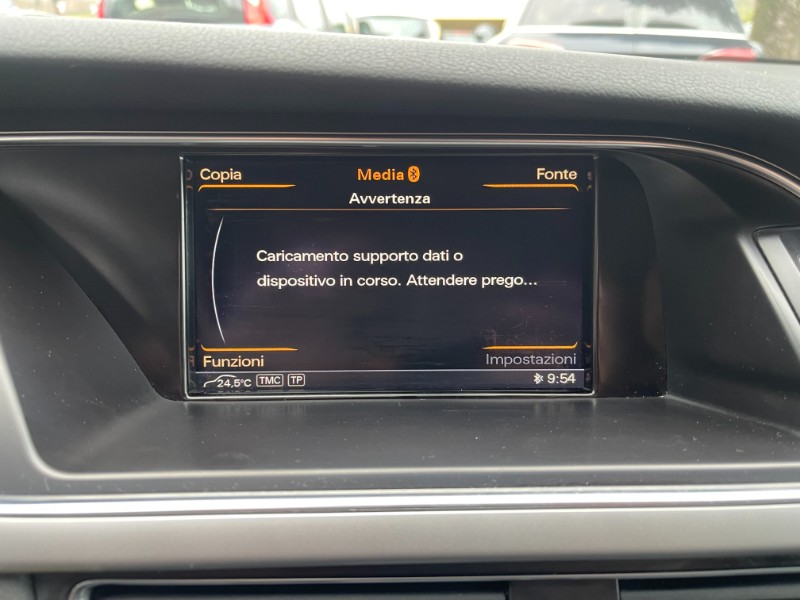 Copia Media Fonte
Avvertenza
Caricamento supporto dati o
dispositivo in corso. Attendere prego...
Funzioni Impostazioni
24,5°C TMC TP 9:54